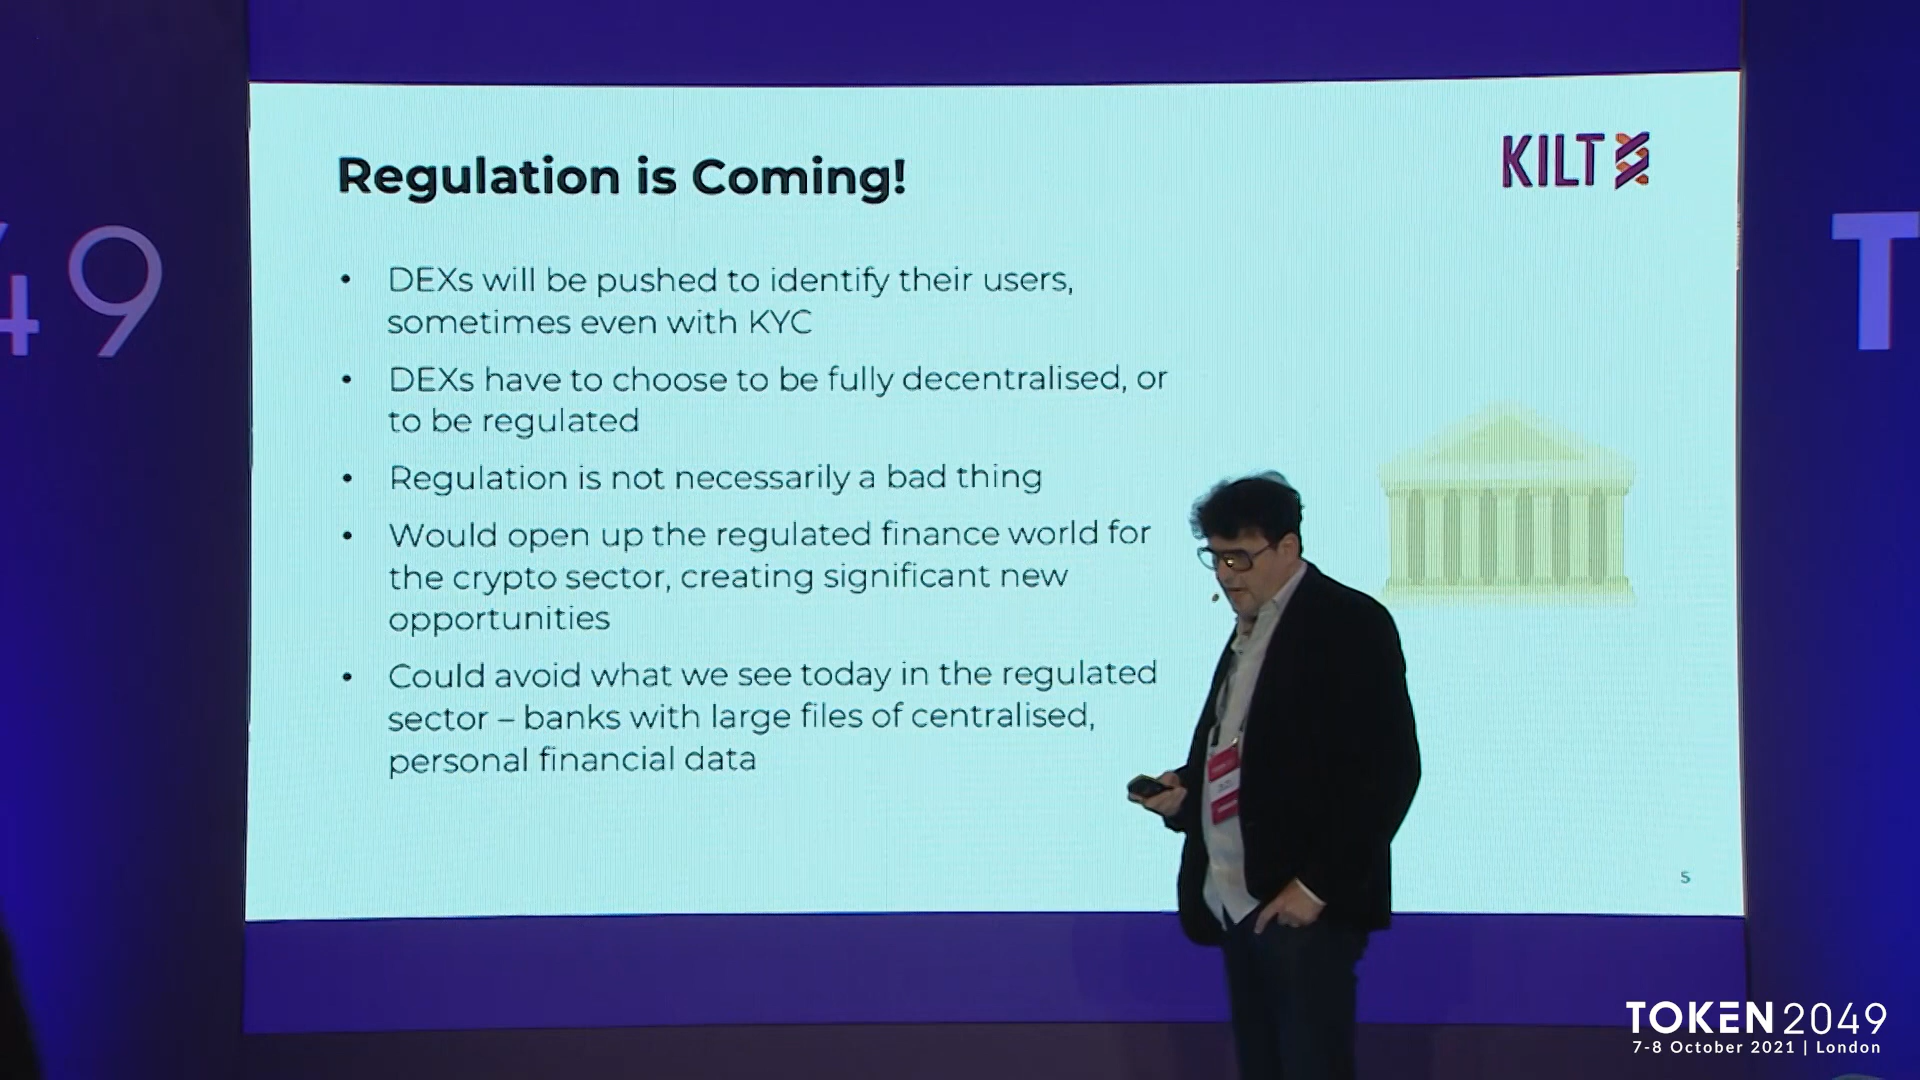 Regulation is Coming!
KILT
49
T
• DEXs will be pushed to identify their users,
sometimes even with KYC
• DEXs have to choose to be fully decentralised, or
to be regulated
• Regulation is not necessarily a bad thing
• Would open up the regulated finance world for
the crypto sector, creating significant new
opportunities
• Could avoid what we see today in the regulated
sector – banks with large files of centralised,
personal financial data
5
TOKEN2049
7-8 October 2021 | London